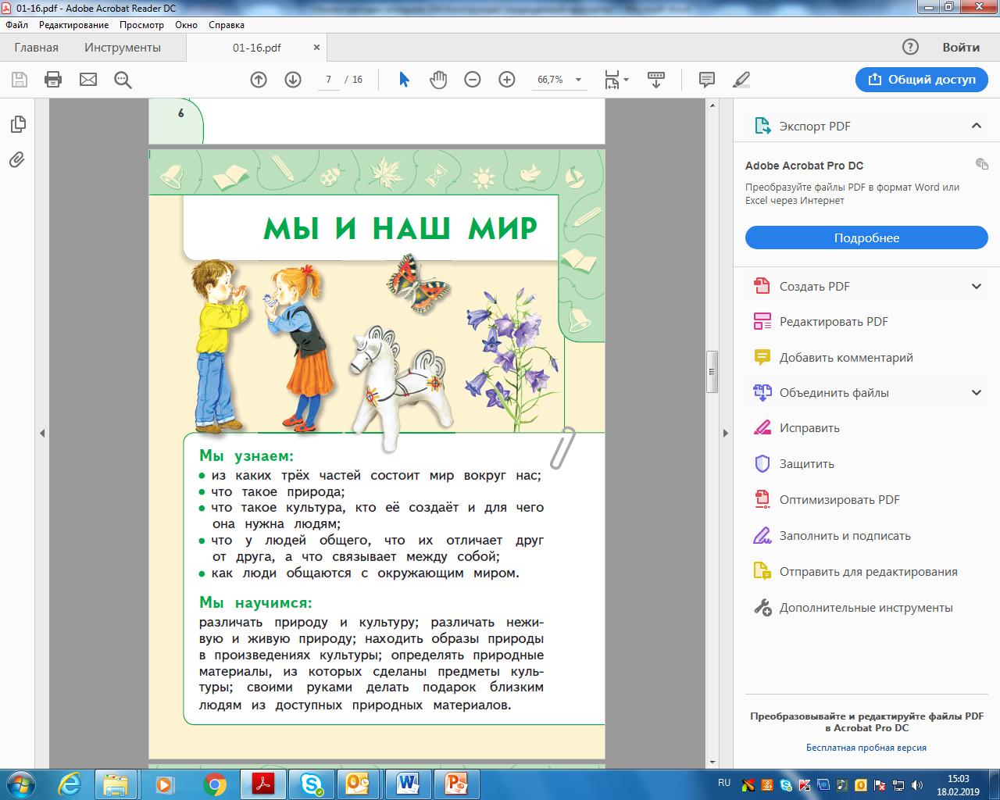 01-16.pdf - Adobe Acrobat Reader DC
Файл Редактирование Просмотр Окно Справка
Главная Инструменты 01-16.pdf × Войти
7 / 16 66,7% Общий доступ
6
МЫ И НАШ МИР
Мы узнаем:
• из каких трёх частей состоит мир вокруг нас;
• что такое природа;
• что такое культура, кто её создаёт и для чего
она нужна людям;
• что у людей общего, что их отличает друг
от друга, а что связывает между собой;
• как люди общаются с окружающим миром.
Мы научимся:
различать природу и культуру; различать нежи-
вую и живую природу; находить образы природы
в произведениях культуры; определять природные
материалы, из которых сделаны предметы куль-
туры; своими руками делать подарок близким
людям из доступных природных материалов.
Экспорт PDF
Adobe Acrobat Pro DC
Преобразуйте файлы PDF в формат Word или
Excel через Интернет
Подробнее
Создать PDF
Редактировать PDF
Добавить комментарий
Объединить файлы
Исправить
Защитить
Оптимизировать PDF
Заполнить и подписать
Отправить для редактирования
Дополнительные инструменты
Преобразовывайте и редактируйте файлы PDF
в Acrobat Pro DC
Бесплатная пробная версия
RU 15:03
18.02.2019